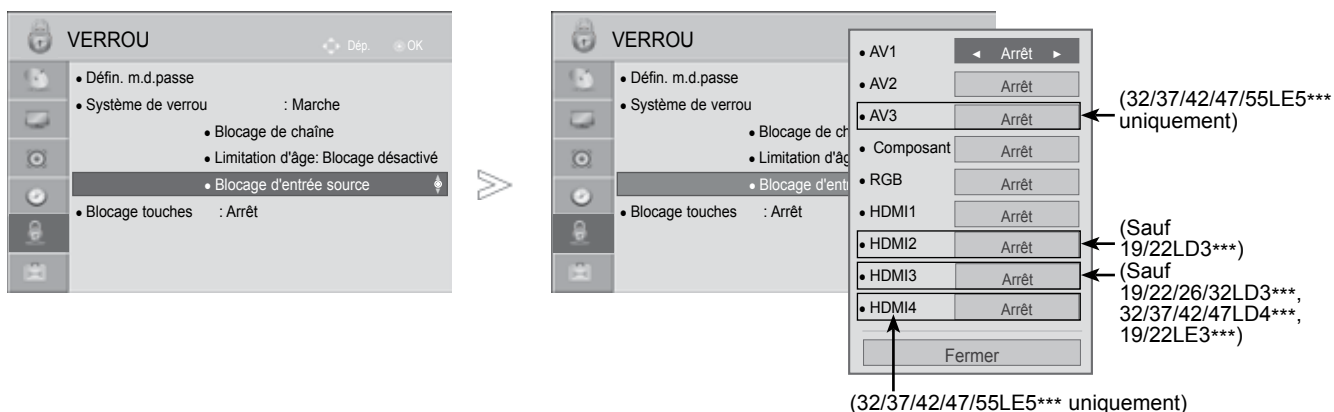 VERROU
Dép. OK
• Défin. m.d.passe
• Système de verrou : Marche
• Blocage de chaîne
• Limitation d'âge: Blocage désactivé
• Blocage d'entrée source
• Blocage touches : Arrêt
VERROU
• Défin. m.d.passe
• Système de verrou
• Blocage de ch
• Limitation d'âg
• Blocage d'ent
• Blocage touches : Arrêt
• AV1 ◄ Arrêt ►
• AV2 Arrêt
• AV3 Arrêt
• Composant Arrêt
• RGB Arrêt
• HDMI1 Arrêt
• HDMI2 Arrêt
• HDMI3 Arrêt
• HDMI4 Arrêt
Fermer
(32/37/42/47/55LE5***
uniquement)
(Sauf
19/22LD3***)
(Sauf
19/22/26/32LD3***,
32/37/42/47LD4***,
19/22LE3***)
(32/37/42/47/55LE5*** uniquement)